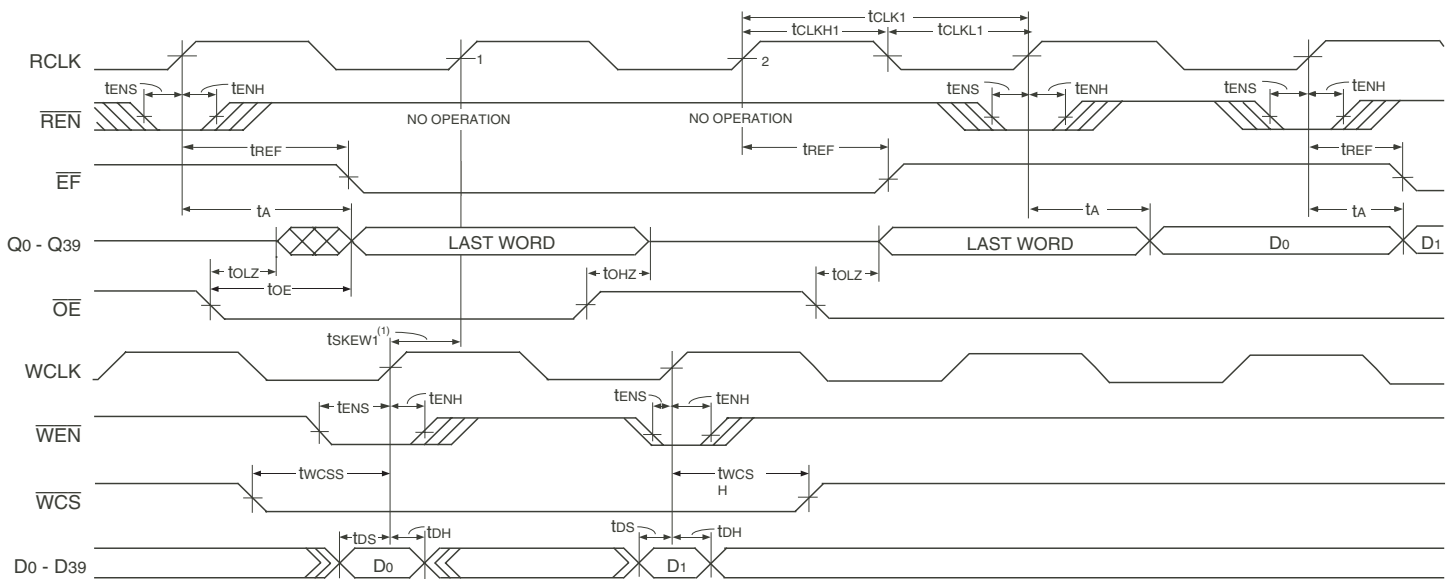 tCLK1
tCLKH1 tCLKL1
RCLK 1 2
tENS tENH tENS tENH tENS tENH
REN NO OPERATION NO OPERATION
tREF tREF tREF
EF
tA tA tA
Q0 - Q39 LAST WORD LAST WORD D0 D1
tOLZ tOHZ tOLZ
tOE
OE
tSKEW1(1)
WCLK
tENS tENH tENS tENH
WEN
tWCSS tWCS
H
WCS
tDS tDH tDS tDH
D0 - D39 D0 D1